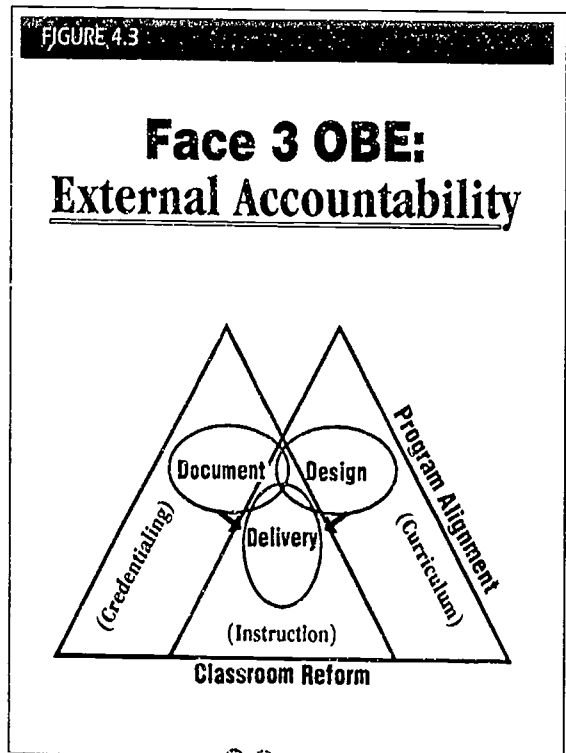 FIGURE 4.3
Face 3 OBE:
External Accountability
Document
Design
Delivery
Program Alignment
(Credentialing)
(Curriculum)
(Instruction)
Classroom Reform